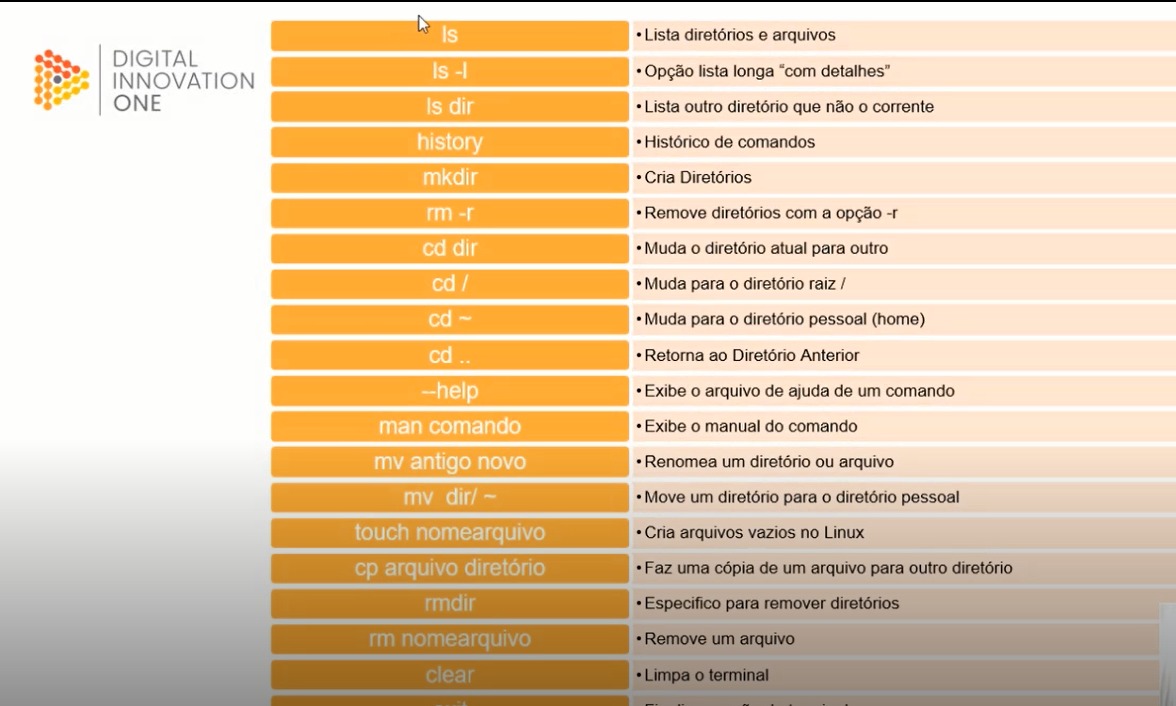 DIGITAL
INNOVATION
ONE
ls
• Lista diretórios e arquivos
ls -l
• Opção lista longa “com detalhes”
ls dir
• Lista outro diretório que não o corrente
history
• Histórico de comandos
mkdir
• Cria Diretórios
rm -r
• Remove diretórios com a opção -r
cd dir
• Muda o diretório atual para outro
cd /
• Muda para o diretório raiz /
cd ~
• Muda para o diretório pessoal (home)
cd ..
• Retorna ao Diretório Anterior
--help
• Exibe o arquivo de ajuda de um comando
man comando
• Exibe o manual do comando
mv antigo novo
• Renomea um diretório ou arquivo
mv dir/ ~
• Move um diretório para o diretório pessoal
touch nomearquivo
• Cria arquivos vazios no Linux
cp arquivo diretório
• Faz uma cópia de um arquivo para outro diretório
rmdir
• Especifico para remover diretórios
rm nomearquivo
• Remove um arquivo
clear
• Limpa o terminal